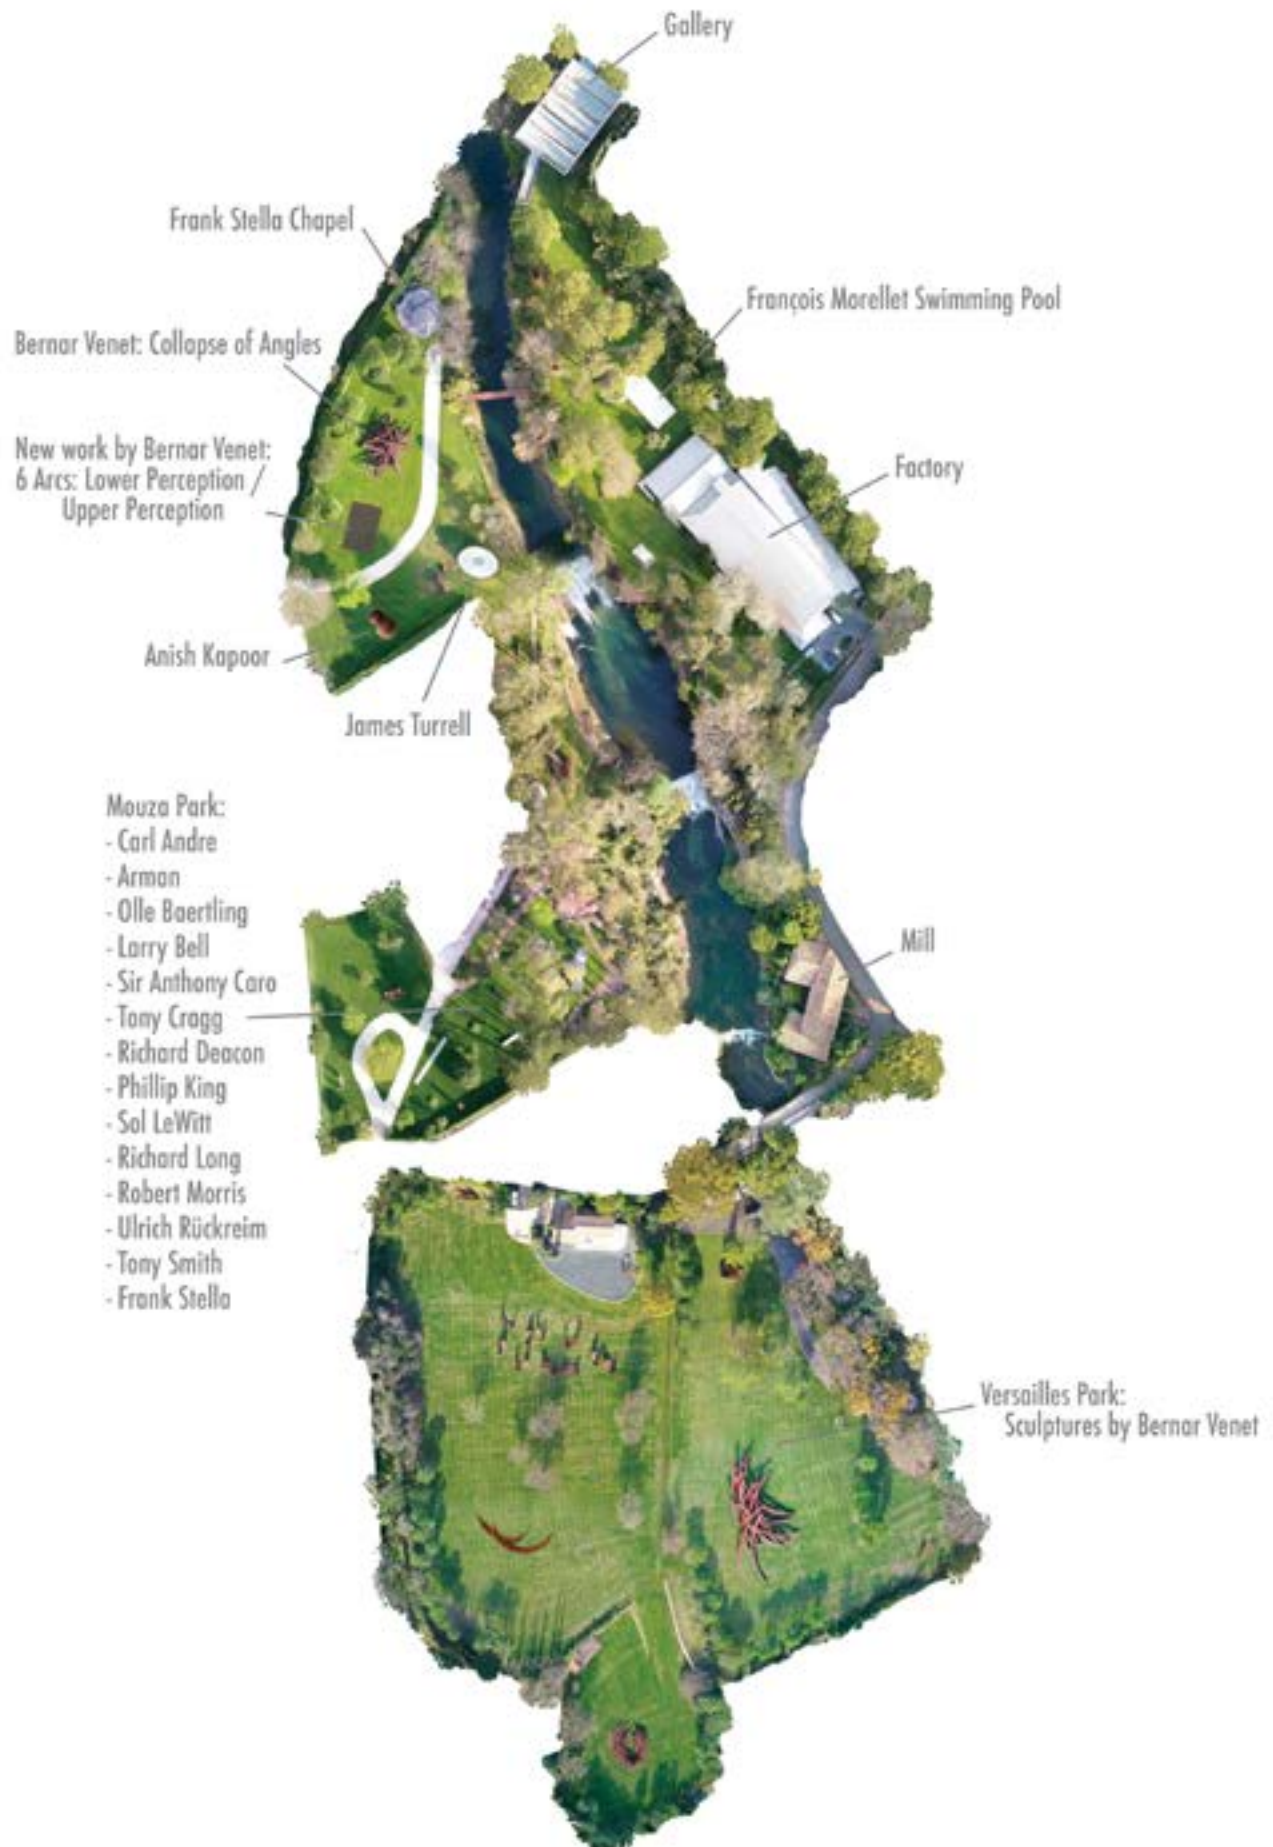 Gallery
Frank Stella Chapel
François Morellet Swimming Pool
Bernar Venet: Collapse of Angles
New work by Bernar Venet:
6 Arcs: Lower Perception /
Upper Perception
Factory
Anish Kapoor
James Turrell
Mouza Park:
- Carl Andre
- Arman
- Olle Baertling
- Larry Bell
- Sir Anthony Caro
- Tony Cragg
- Richard Deacon
- Phillip King
- Sol LeWitt
- Richard Long
- Robert Morris
- Ulrich Rückreim
- Tony Smith
- Frank Stella
Mill
Versailles Park:
Sculptures by Bernar Venet